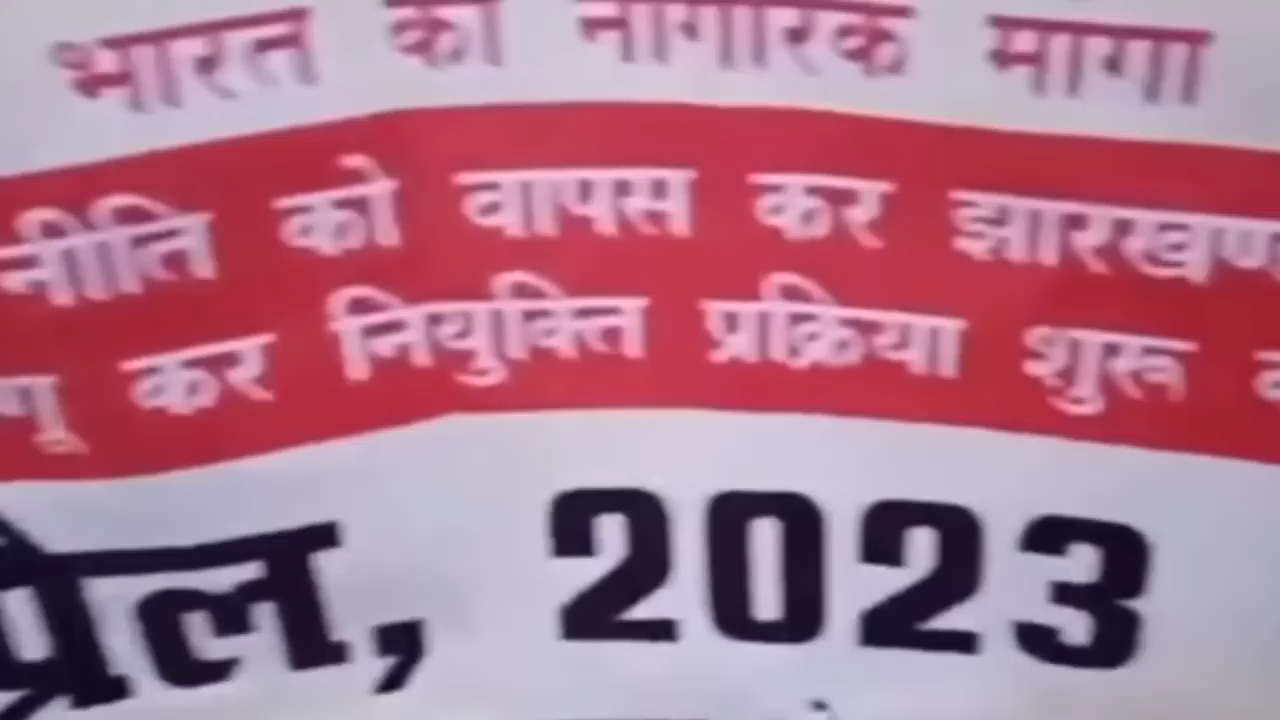 भारत का नागरिक मांगा
नीति को वापस कर झारखण्ड
कर नियुक्ति प्रक्रिया शुरू
प्रैल, 2023